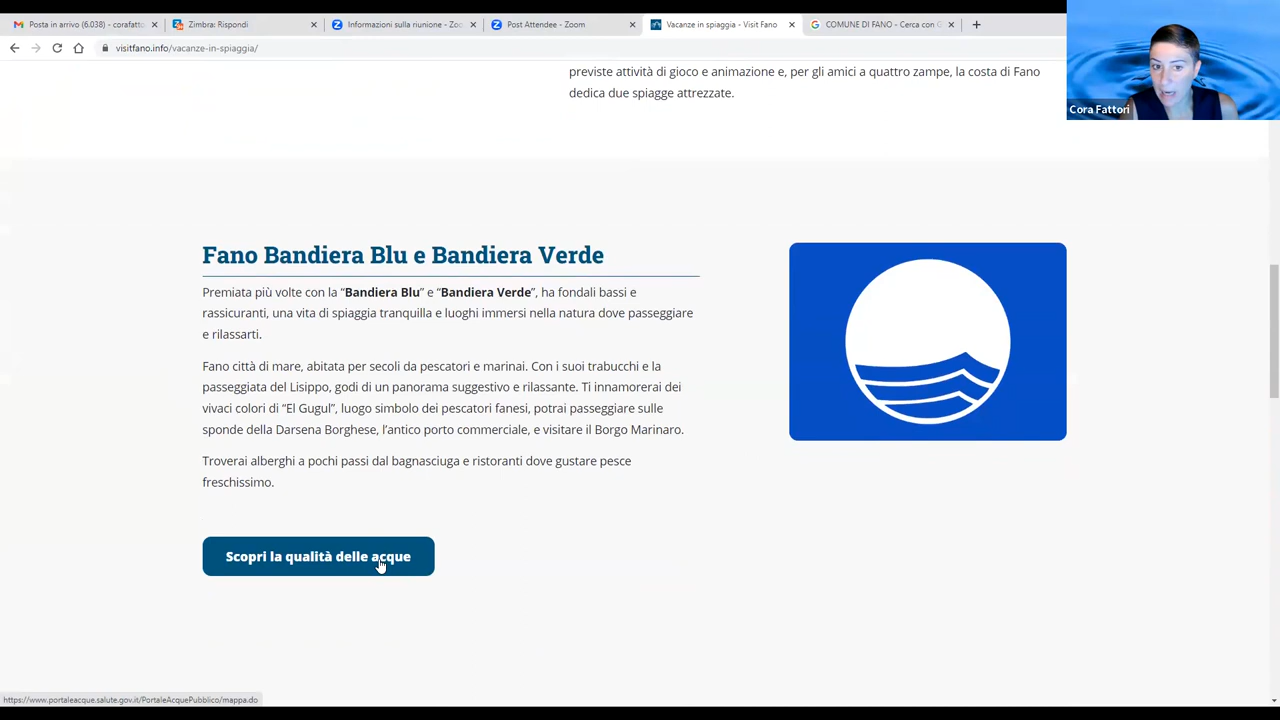 Posta in arrivo (6.038) - corafatto
Zimbra: Rispondi
Informazioni sulla riunione - Zoo
Post Attendee - Zoom
Vacanze in spiaggia - Visit Fano
COMUNE DI FANO - Cerca con G
visitfano.info/vacanze-in-spiaggia/
Cora Fattori
previste attività di gioco e animazione e, per gli amici a quattro zampe, la costa di Fano
dedica due spiagge attrezzate.
Fano Bandiera Blu e Bandiera Verde
Premiata più volte con la “Bandiera Blu” e “Bandiera Verde”, ha fondali bassi e
rassicuranti, una vita di spiaggia tranquilla e luoghi immersi nella natura dove passeggiare
e rilassarti.
Fano città di mare, abitata per secoli da pescatori e marinai. Con i suoi trabucchi e la
passeggiata del Lisippo, godi di un panorama suggestivo e rilassante. Ti innamorerai dei
vivaci colori di “El Gugul”, luogo simbolo dei pescatori fanesi, potrai passeggiare sulle
sponde della Darsena Borghese, l’antico porto commerciale, e visitare il Borgo Marinaro.
Troverai alberghi a pochi passi dal bagnasciuga e ristoranti dove gustare pesce
freschissimo.
Scopri la qualità delle acque
https://www.portaleacque.salute.gov.it/PortaleAcquePubblico/mappa.do